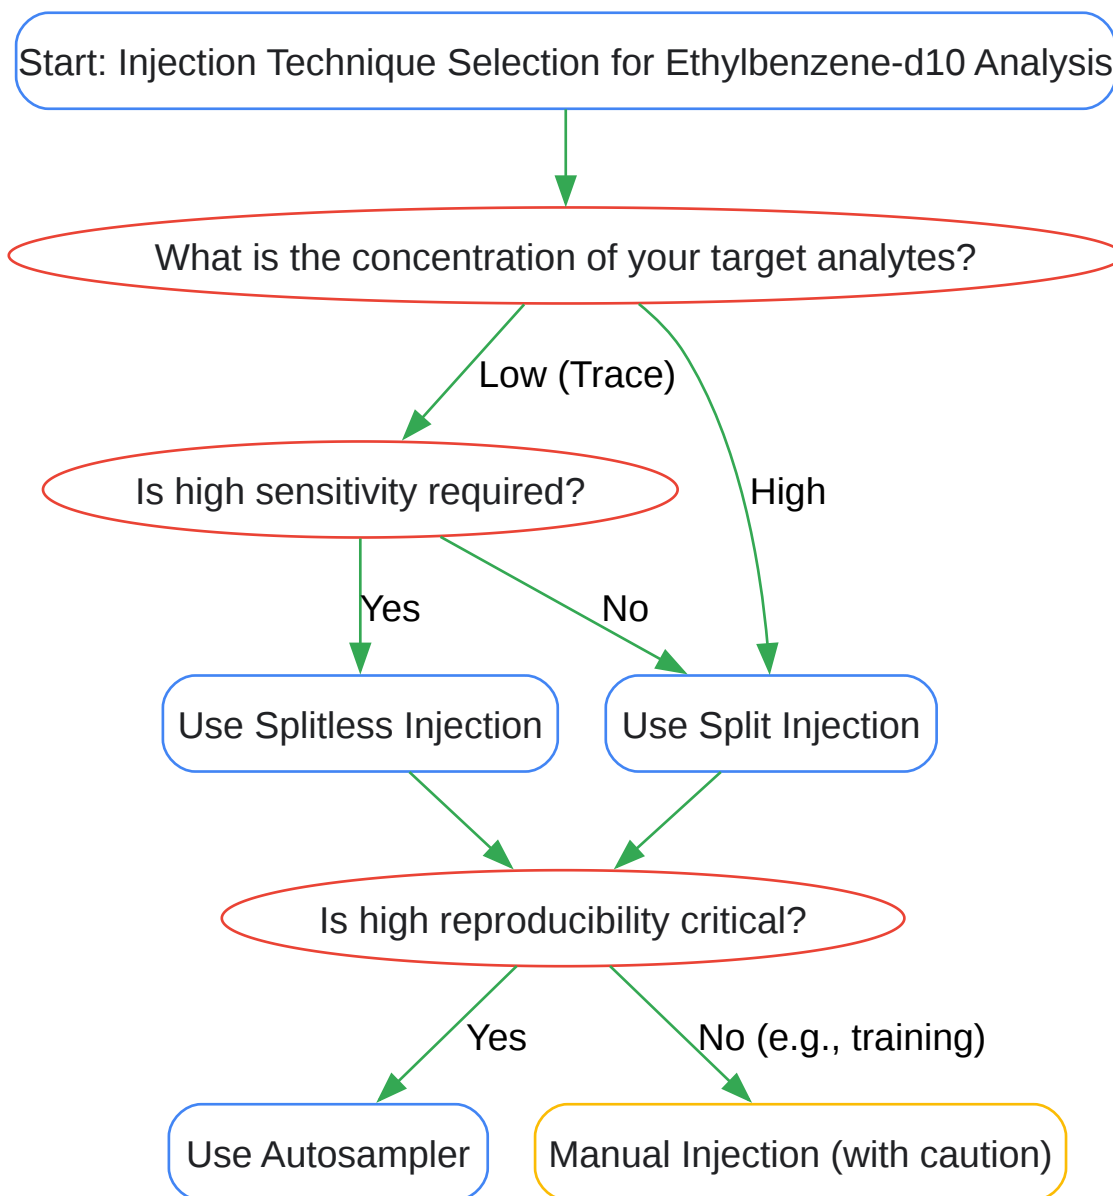 Start: Injection Technique Selection for Ethylbenzene-d10 Analysis
What is the concentration of your target analytes?
Low (Trace)
Is high sensitivity required?
High
Yes
No
Use Splitless Injection
Use Split Injection
Is high reproducibility critical?
Yes
No (e.g., training)
Use Autosampler
Manual Injection (with caution)